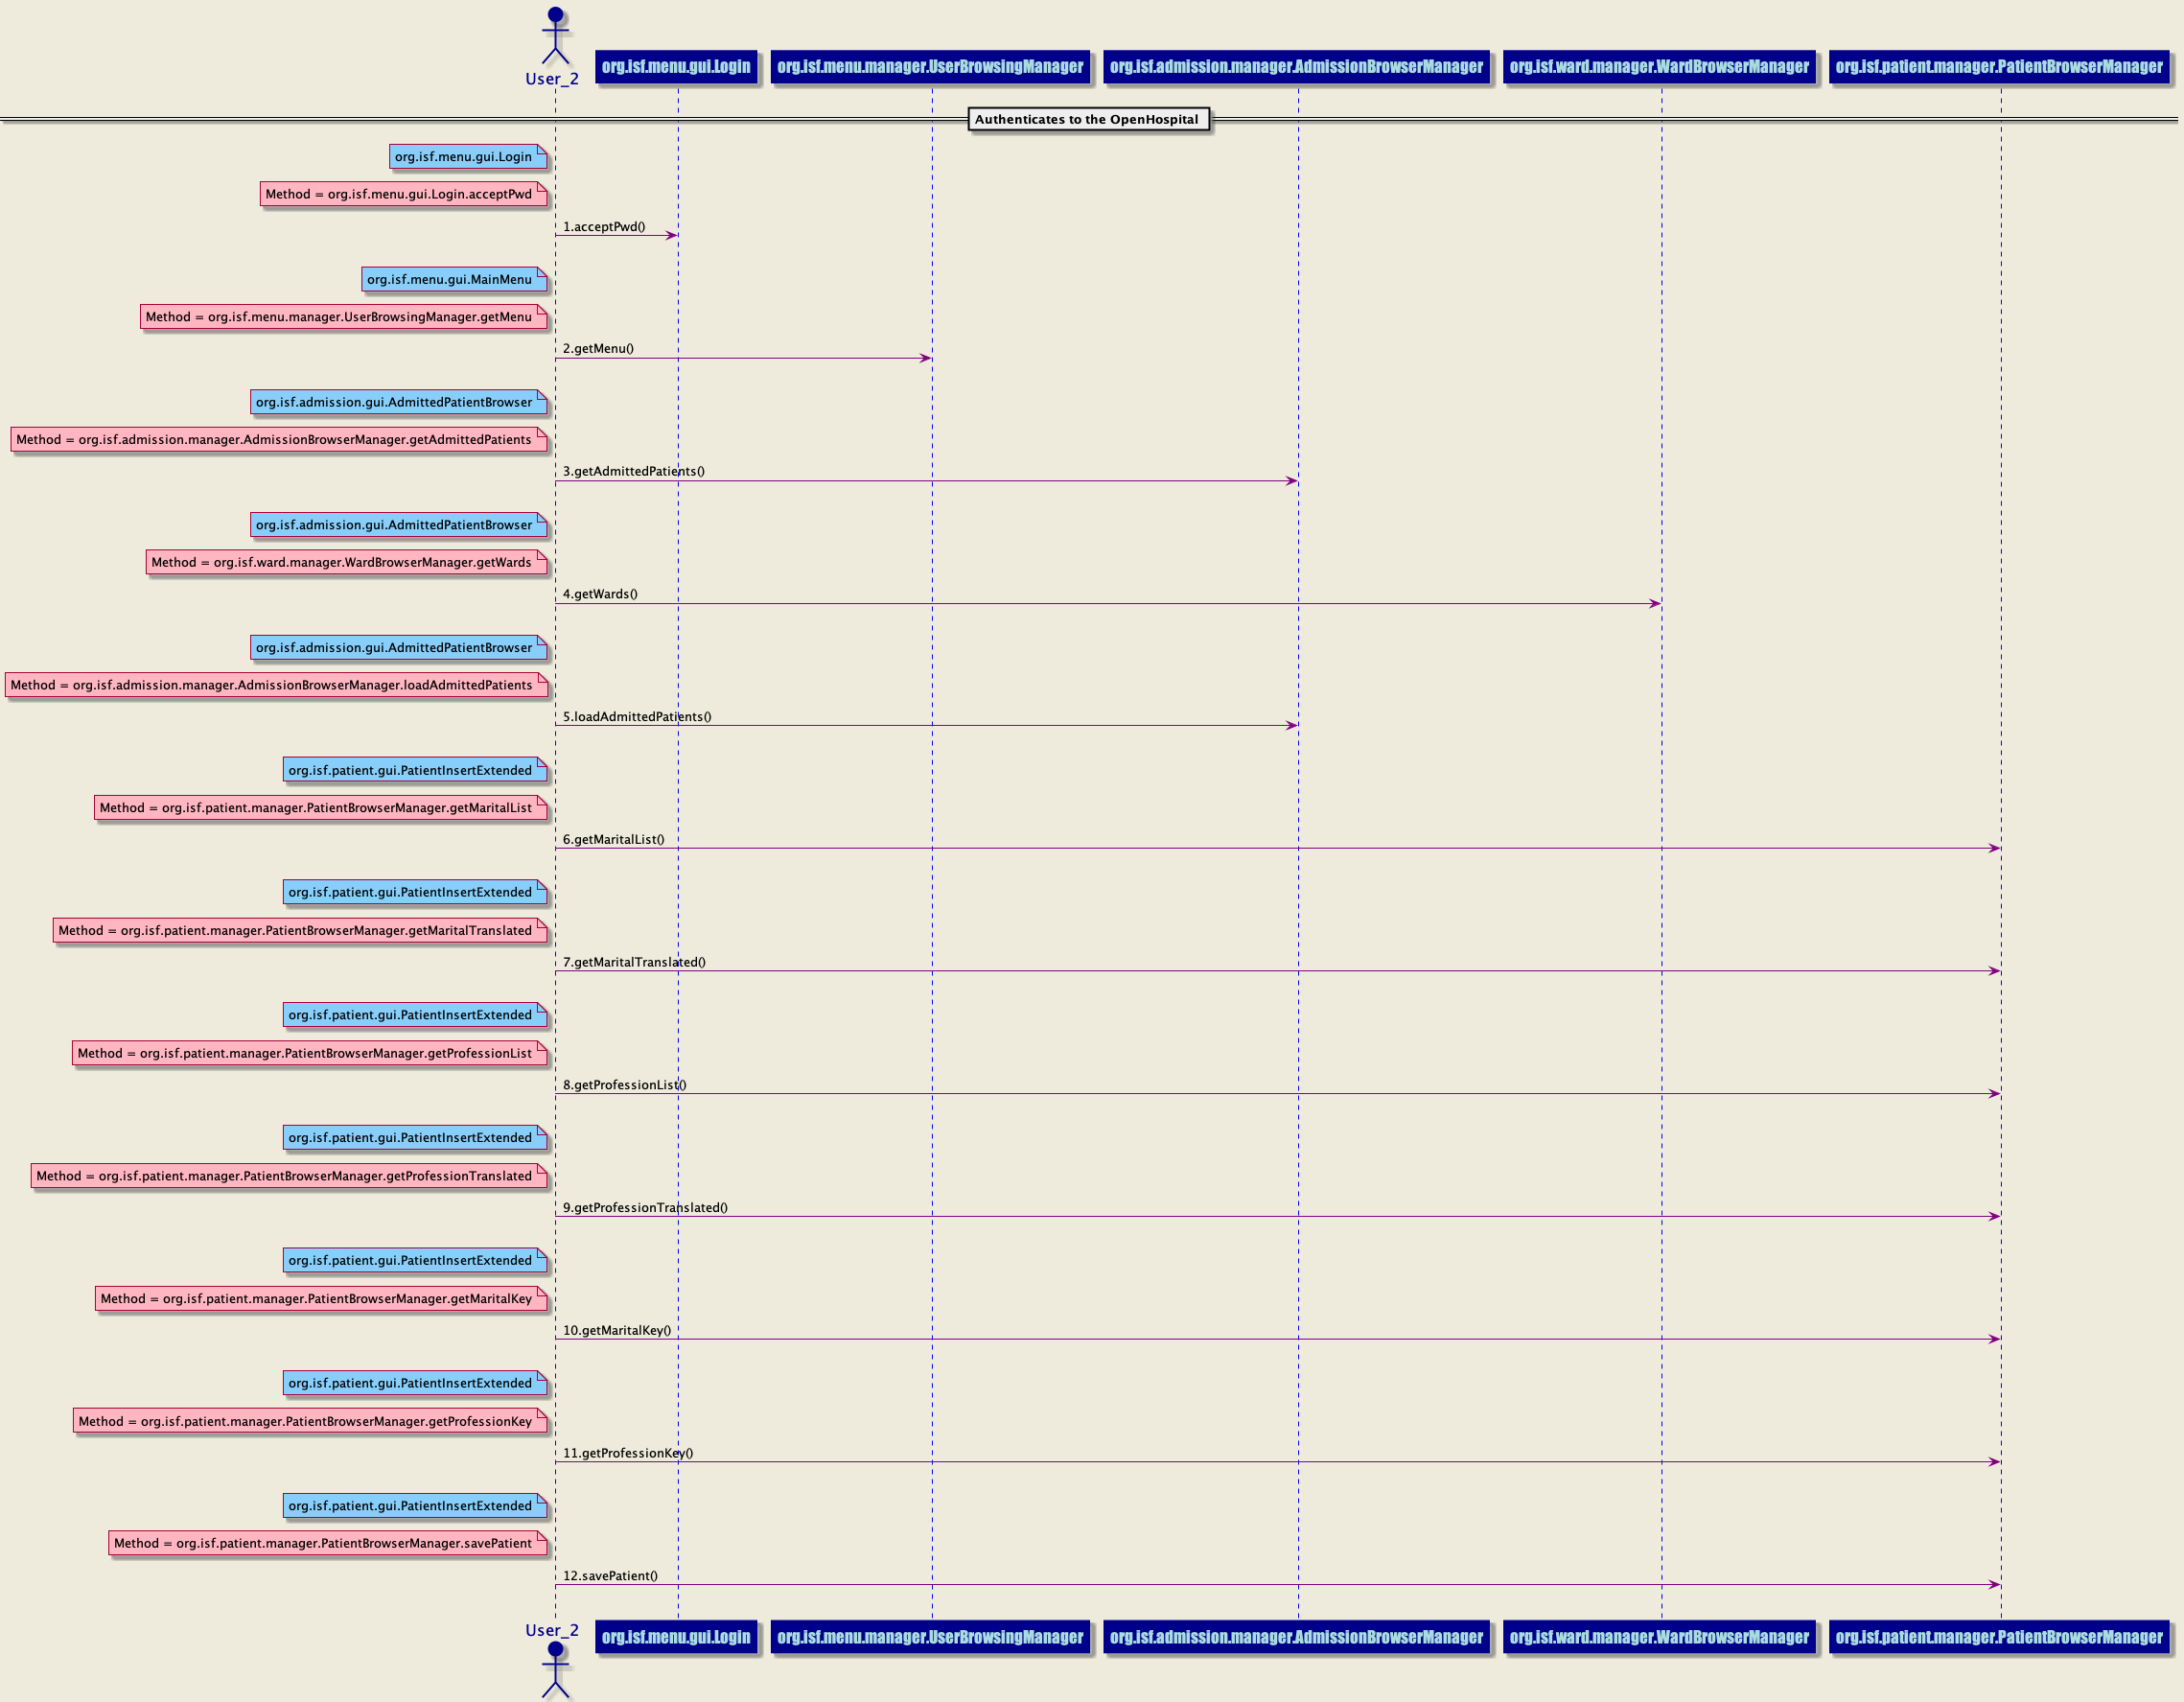 User_2
org.isf.menu.gui.Login
org.isf.menu.manager.UserBrowsingManager
org.isf.admission.manager.AdmissionBrowserManager
org.isf.ward.manager.WardBrowserManager
org.isf.patient.manager.PatientBrowserManager
Authenticates to the OpenHospital
org.isf.menu.gui.Login
Method = org.isf.menu.gui.Login.acceptPwd
1.acceptPwd()
org.isf.menu.gui.MainMenu
Method = org.isf.menu.manager.UserBrowsingManager.getMenu
2.getMenu()
org.isf.admission.gui.AdmittedPatientBrowser
Method = org.isf.admission.manager.AdmissionBrowserManager.getAdmittedPatients
3.getAdmittedPatients()
org.isf.admission.gui.AdmittedPatientBrowser
Method = org.isf.ward.manager.WardBrowserManager.getWards
4.getWards()
org.isf.admission.gui.AdmittedPatientBrowser
Method = org.isf.admission.manager.AdmissionBrowserManager.loadAdmittedPatients
5.loadAdmittedPatients()
org.isf.patient.gui.PatientInsertExtended
Method = org.isf.patient.manager.PatientBrowserManager.getMaritalList
6.getMaritalList()
org.isf.patient.gui.PatientInsertExtended
Method = org.isf.patient.manager.PatientBrowserManager.getMaritalTranslated
7.getMaritalTranslated()
org.isf.patient.gui.PatientInsertExtended
Method = org.isf.patient.manager.PatientBrowserManager.getProfessionList
8.getProfessionList()
org.isf.patient.gui.PatientInsertExtended
Method = org.isf.patient.manager.PatientBrowserManager.getProfessionTranslated
9.getProfessionTranslated()
org.isf.patient.gui.PatientInsertExtended
Method = org.isf.patient.manager.PatientBrowserManager.getMaritalKey
10.getMaritalKey()
org.isf.patient.gui.PatientInsertExtended
Method = org.isf.patient.manager.PatientBrowserManager.getProfessionKey
11.getProfessionKey()
org.isf.patient.gui.PatientInsertExtended
Method = org.isf.patient.manager.PatientBrowserManager.savePatient
12.savePatient()
User_2
org.isf.menu.gui.Login
org.isf.menu.manager.UserBrowsingManager
org.isf.admission.manager.AdmissionBrowserManager
org.isf.ward.manager.WardBrowserManager
org.isf.patient.manager.PatientBrowserManager